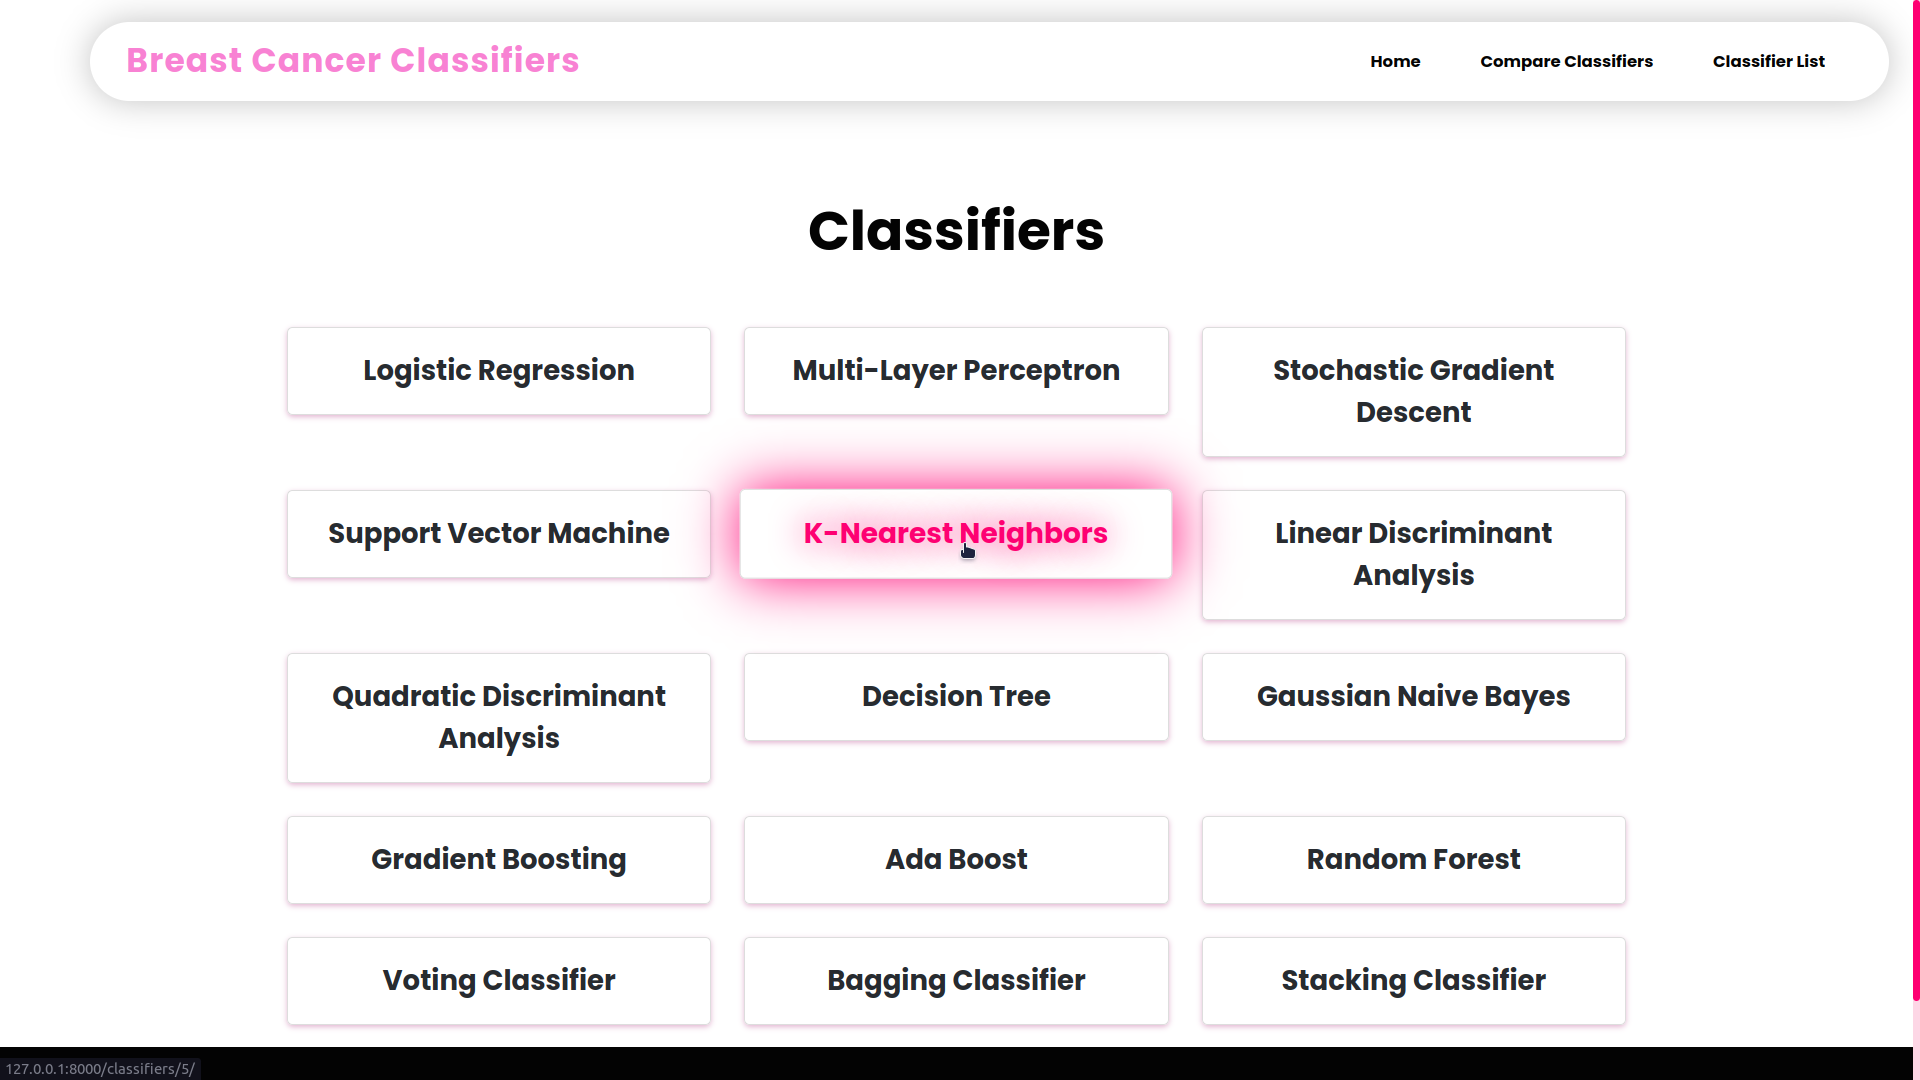 Breast Cancer Classifiers
Home
Compare Classifiers
Classifier List
Classifiers
Logistic Regression
Multi-Layer Perceptron
Stochastic Gradient
Descent
Support Vector Machine
K-Nearest Neighbors
Linear Discriminant
Analysis
Quadratic Discriminant
Analysis
Decision Tree
Gaussian Naive Bayes
Gradient Boosting
Ada Boost
Random Forest
Voting Classifier
Bagging Classifier
Stacking Classifier
127.0.0.1:8000/classifiers/5/